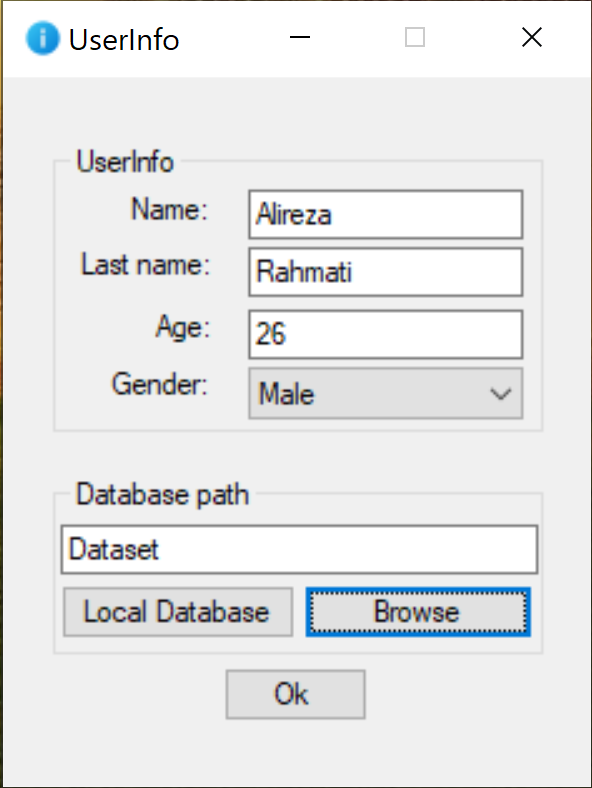 UserInfo
UserInfo
Name: Alireza
Last name: Rahmati
Age: 26
Gender: Male
Database path
Dataset
Local Database Browse
Ok